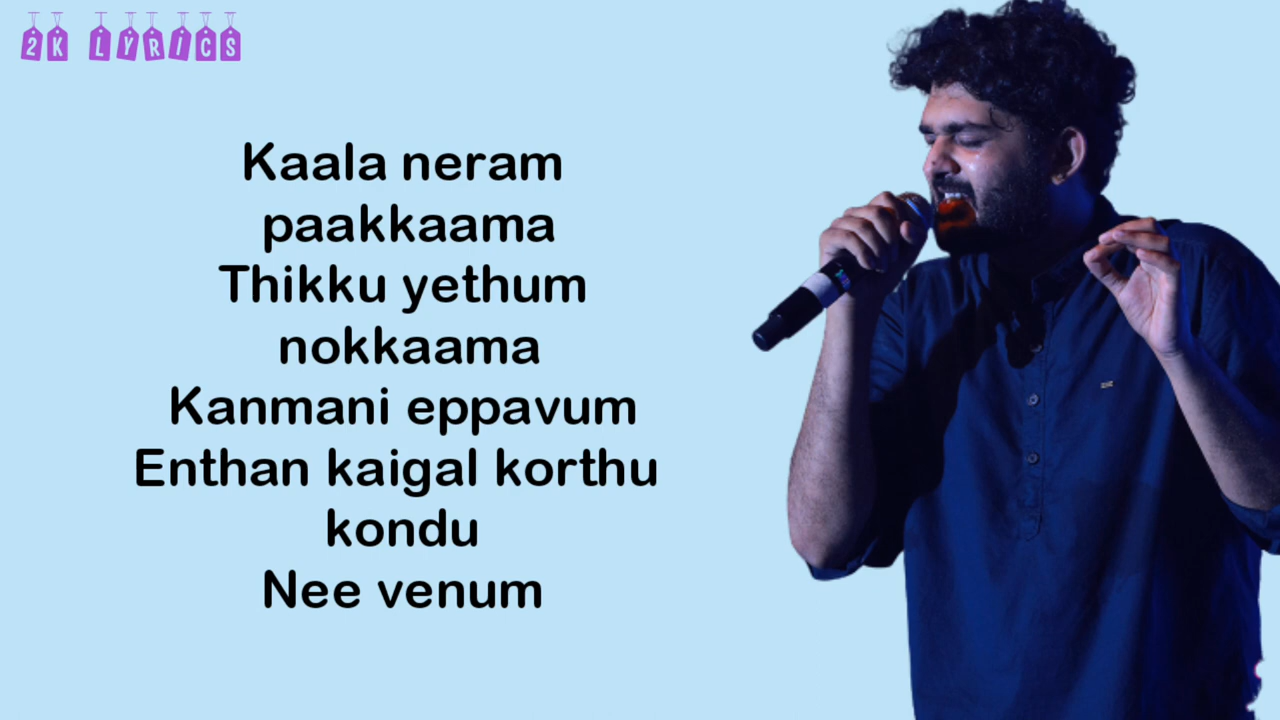 2K LYRICS
Kaala neram
paakkaama
Thikku yethum
nokkaama
Kanmani eppavum
Enthan kaigal korthu
kondu
Nee venum